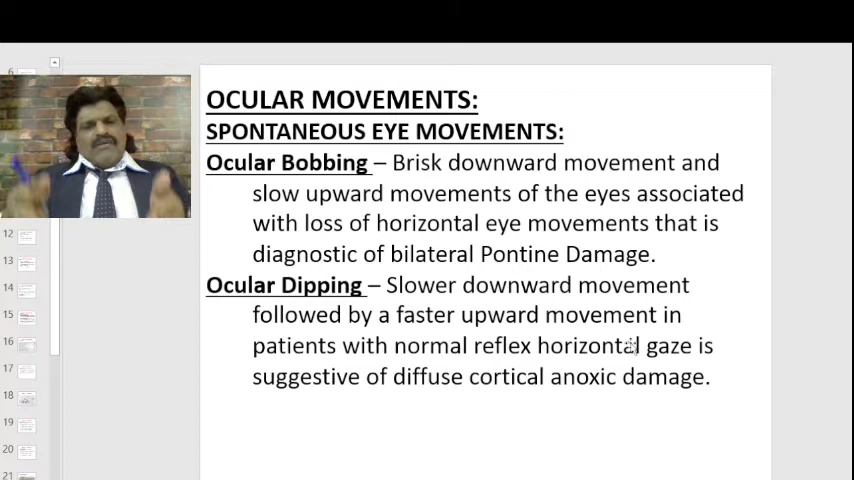 OCULAR MOVEMENTS:
SPONTANEOUS EYE MOVEMENTS:
Ocular Bobbing – Brisk downward movement and
slow upward movements of the eyes associated
with loss of horizontal eye movements that is
diagnostic of bilateral Pontine Damage.
Ocular Dipping – Slower downward movement
followed by a faster upward movement in
patients with normal reflex horizontal gaze is
suggestive of diffuse cortical anoxic damage.
6
12
13
14
15
16
17
18
19
20
21